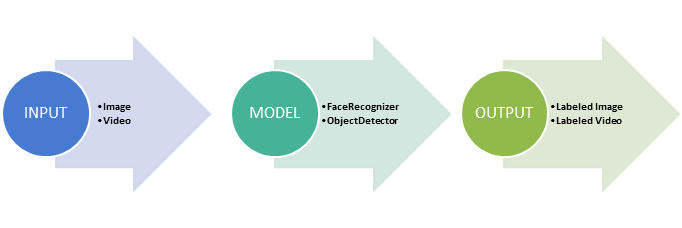 INPUT
•Image
•Video
MODEL
•FaceRecognizer
•ObjectDetector
OUTPUT
•Labeled Image
•Labeled Video